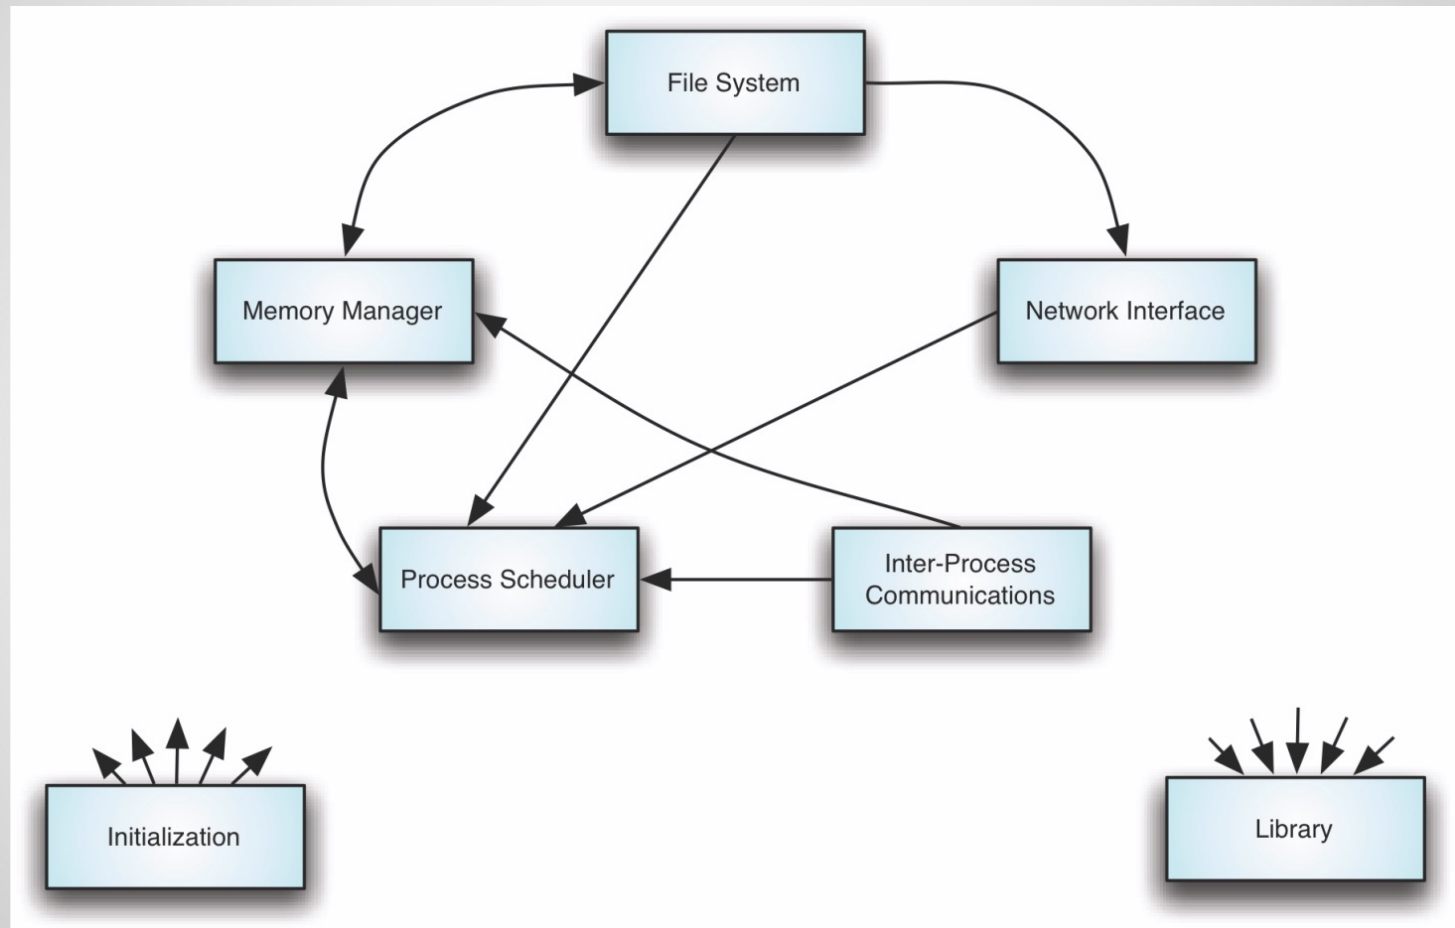 File System
Memory Manager
Network Interface
Process Scheduler
Inter-Process
Communications
Initialization
Library